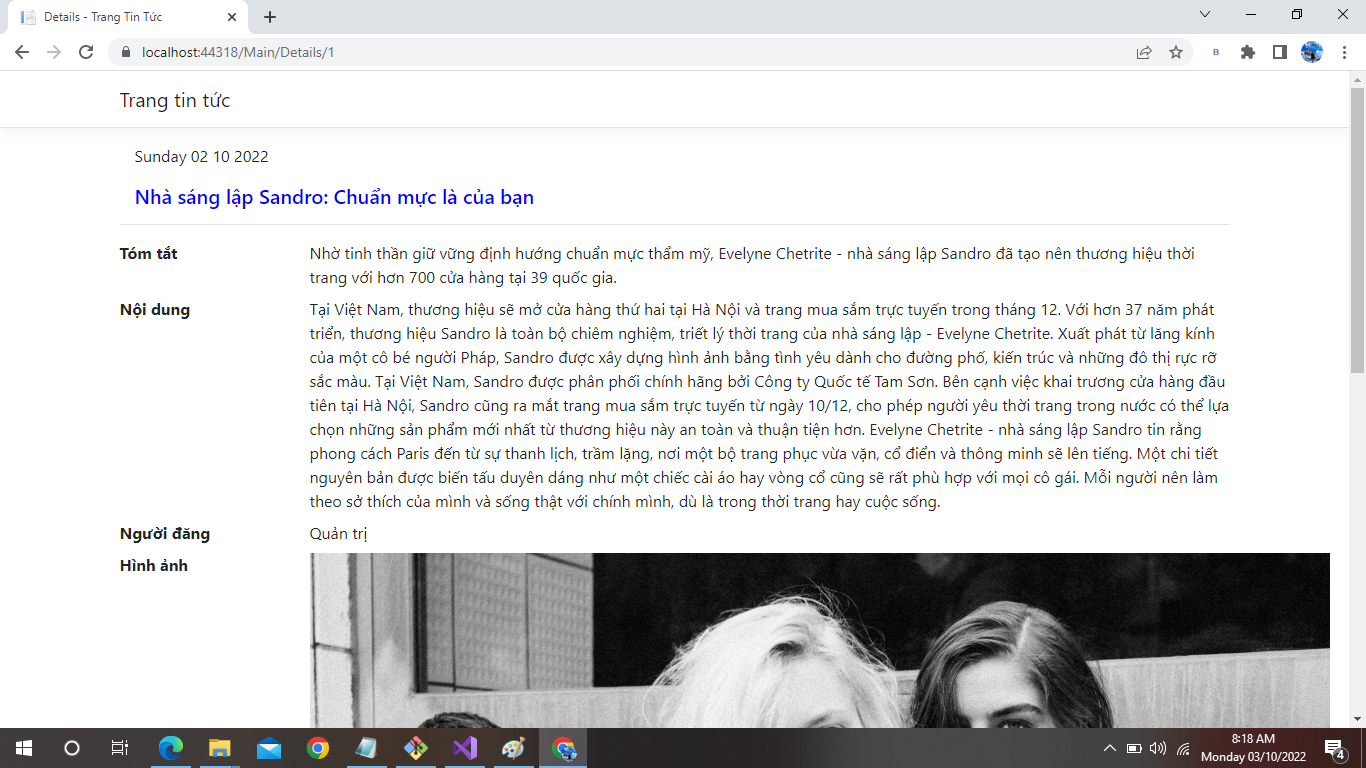 Details - Trang Tin Tức
localhost:44318/Main/Details/1
B
Trang tin tức
Sunday 02 10 2022
Nhà sáng lập Sandro: Chuẩn mực là của bạn
Tóm tắt
Nhờ tinh thần giữ vững định hướng chuẩn mực thẩm mỹ, Evelyne Chetrite - nhà sáng lập Sandro đã tạo nên thương hiệu thời
trang với hơn 700 cửa hàng tại 39 quốc gia.
Nội dung
Tại Việt Nam, thương hiệu sẽ mở cửa hàng thứ hai tại Hà Nội và trang mua sắm trực tuyến trong tháng 12. Với hơn 37 năm phát
triển, thương hiệu Sandro là toàn bộ chiêm nghiệm, triết lý thời trang của nhà sáng lập - Evelyne Chetrite. Xuất phát từ lăng kính
của một cô bé người Pháp, Sandro được xây dựng hình ảnh bằng tình yêu dành cho đường phố, kiến trúc và những đô thị rực rỡ
sắc màu. Tại Việt Nam, Sandro được phân phối chính hãng bởi Công ty Quốc tế Tam Sơn. Bên cạnh việc khai trương cửa hàng đầu
tiên tại Hà Nội, Sandro cũng ra mắt trang mua sắm trực tuyến từ ngày 10/12, cho phép người yêu thời trang trong nước có thể lựa
chọn những sản phẩm mới nhất từ thương hiệu này an toàn và thuận tiện hơn. Evelyne Chetrite - nhà sáng lập Sandro tin rằng
phong cách Paris đến từ sự thanh lịch, trầm lặng, nơi một bộ trang phục vừa vặn, cổ điển và thông minh sẽ lên tiếng. Một chi tiết
nguyên bản được biến tấu duyên dáng như một chiếc cài áo hay vòng cổ cũng sẽ rất phù hợp với mọi cô gái. Mỗi người nên làm
theo sở thích của mình và sống thật với chính mình, dù là trong thời trang hay cuộc sống.
Người đăng
Quản trị
Hình ảnh
8:18 AM
Monday 03/10/2022
4